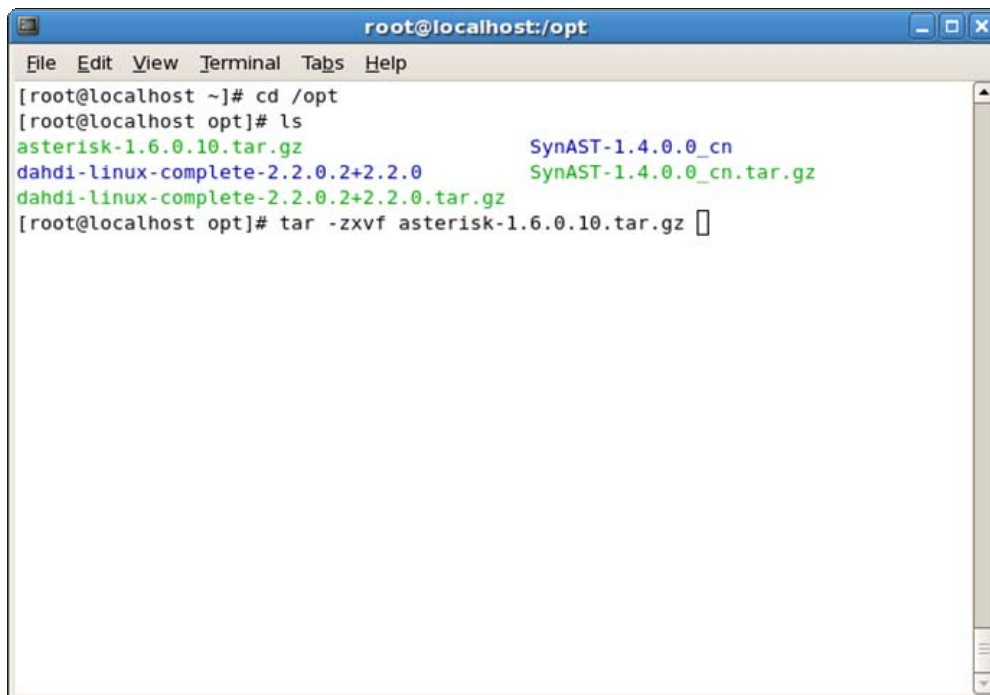 root@localhost:/opt
File Edit View Terminal Tabs Help
[root@localhost ~]# cd /opt
[root@localhost opt]# ls
asterisk-1.6.0.10.tar.gz SynAST-1.4.0.0_cn
dahdi-linux-complete-2.2.0.2+2.2.0 SynAST-1.4.0.0_cn.tar.gz
dahdi-linux-complete-2.2.0.2+2.2.0.tar.gz
[root@localhost opt]# tar -zxvf asterisk-1.6.0.10.tar.gz